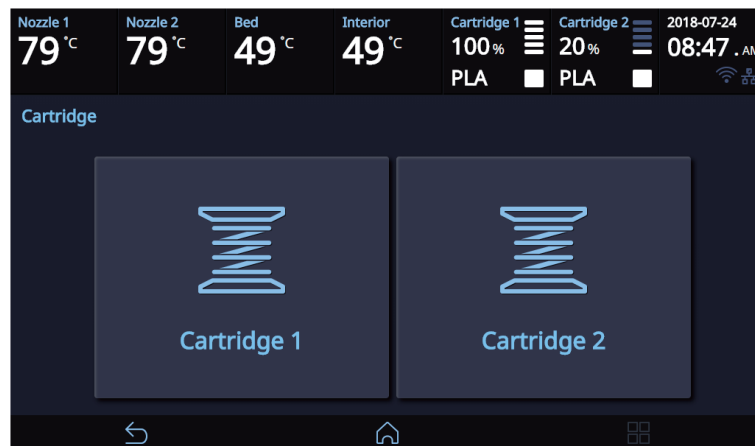 Nozzle 1
79 °C
Nozzle 2
79 °C
Bed
49 °C
Interior
49 °C
Cartridge 1
100 %
PLA
Cartridge 2
20 %
PLA
2018-07-24
08:47 . AM
Cartridge
Cartridge 1
Cartridge 2